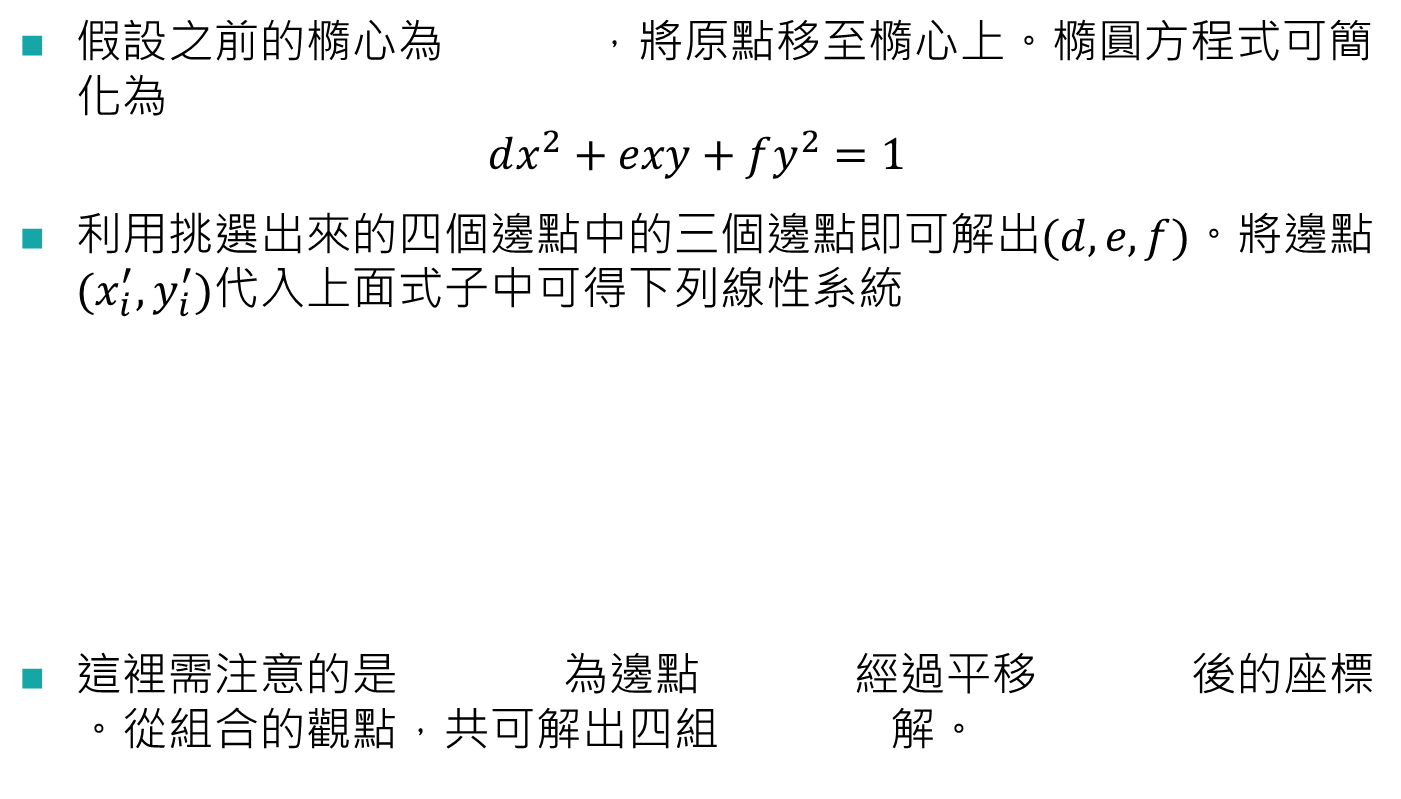 ■ 假設之前的橢心為 ，將原點移至橢心上。橢圓方程式可簡
化為
dx² + exy + fy² = 1
■ 利用挑選出來的四個邊點中的三個邊點即可解出(d, e, f)。將邊點
(x′ᵢ, y′ᵢ)代入上面式子中可得下列線性系統
■ 這裡需注意的是 為邊點 經過平移 後的座標
。從組合的觀點，共可解出四組 解。